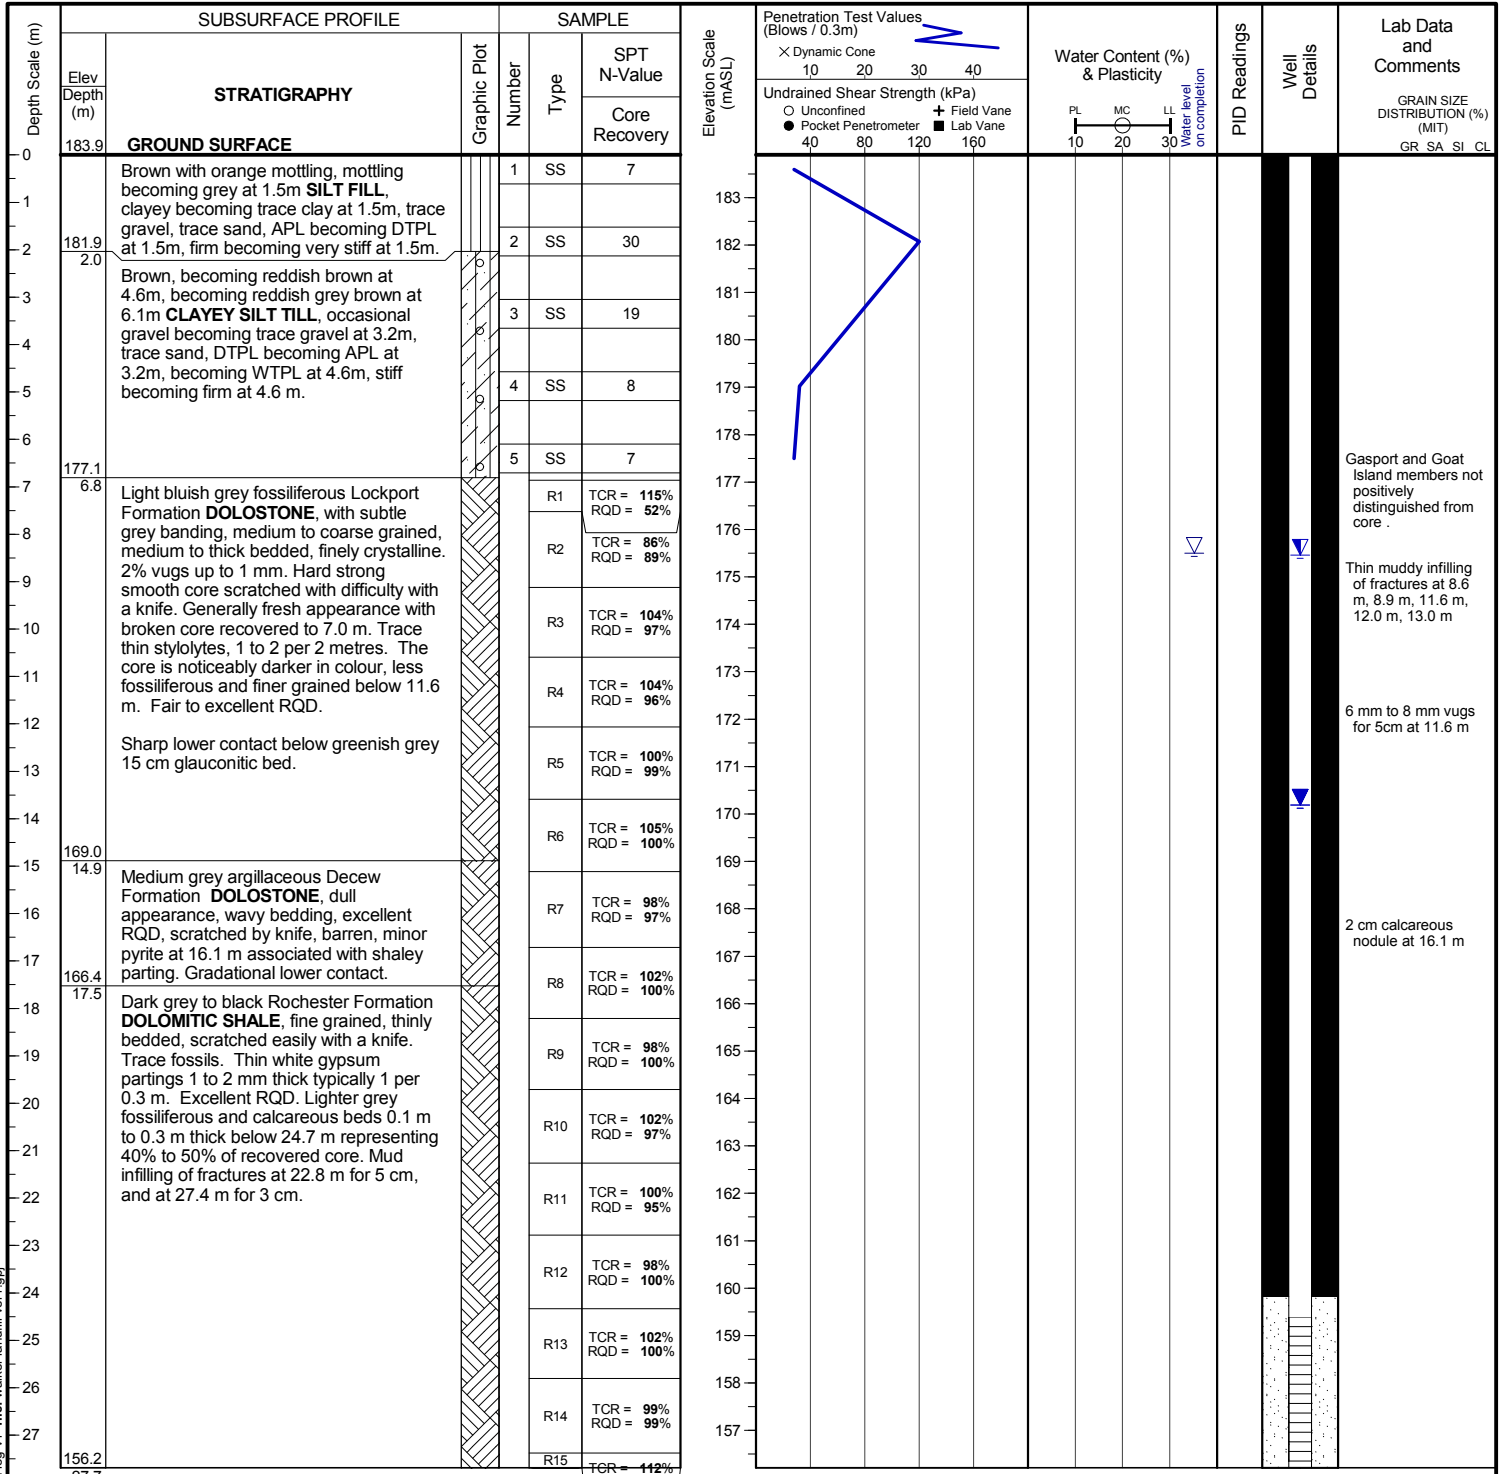 SUBSURFACE PROFILE
SAMPLE
Depth Scale (m)
Elev
Depth
(m)
STRATIGRAPHY
Graphic Plot
Number
Type
SPT
N-Value
Core
Recovery
Elevation Scale
(mASL)
Penetration Test Values
(Blows / 0.3m)
× Dynamic Cone
10 20 30 40
Undrained Shear Strength (kPa)
○ Unconfined + Field Vane
● Pocket Penetrometer ■ Lab Vane
40 80 120 160
Water Content (%)
& Plasticity
PL MC LL
10 20 30
Water level
on completion
PID Readings
Well
Details
Lab Data
and
Comments
GRAIN SIZE
DISTRIBUTION (%)
(MIT)
GR SA SI CL
183.9 GROUND SURFACE
Brown with orange mottling, mottling
becoming grey at 1.5m SILT FILL,
clayey becoming trace clay at 1.5m, trace
gravel, trace sand, APL becoming DTPL
at 1.5m, firm becoming very stiff at 1.5m.
181.9
2.0
Brown, becoming reddish brown at
4.6m, becoming reddish grey brown at
6.1m CLAYEY SILT TILL, occasional
gravel becoming trace gravel at 3.2m,
trace sand, DTPL becoming APL at
3.2m, becoming WTPL at 4.6m, stiff
becoming firm at 4.6 m.
177.1
6.8
Light bluish grey fossiliferous Lockport
Formation DOLOSTONE, with subtle
grey banding, medium to coarse grained,
medium to thick bedded, finely crystalline.
2% vugs up to 1 mm. Hard strong
smooth core scratched with difficulty with
a knife. Generally fresh appearance with
broken core recovered to 7.0 m. Trace
thin stylolytes, 1 to 2 per 2 metres. The
core is noticeably darker in colour, less
fossiliferous and finer grained below 11.6
m. Fair to excellent RQD.
Sharp lower contact below greenish grey
15 cm glauconitic bed.
169.0
14.9
Medium grey argillaceous Decew
Formation DOLOSTONE, dull
appearance, wavy bedding, excellent
RQD, scratched by knife, barren, minor
pyrite at 16.1 m associated with shaley
parting. Gradational lower contact.
166.4
17.5
Dark grey to black Rochester Formation
DOLOMITIC SHALE, fine grained, thinly
bedded, scratched easily with a knife.
Trace fossils. Thin white gypsum
partings 1 to 2 mm thick typically 1 per
0.3 m. Excellent RQD. Lighter grey
fossiliferous and calcareous beds 0.1 m
to 0.3 m thick below 24.7 m representing
40% to 50% of recovered core. Mud
infilling of fractures at 22.8 m for 5 cm,
and at 27.4 m for 3 cm.
156.2
0
1
2
3
4
5
6
7
8
9
10
11
12
13
14
15
16
17
18
19
20
21
22
23
24
25
26
27
1 SS 7
2 SS 30
3 SS 19
4 SS 8
5 SS 7
R1 TCR = 115%
RQD = 52%
R2 TCR = 86%
RQD = 89%
R3 TCR = 104%
RQD = 97%
R4 TCR = 104%
RQD = 96%
R5 TCR = 100%
RQD = 99%
R6 TCR = 105%
RQD = 100%
R7 TCR = 98%
RQD = 97%
R8 TCR = 102%
RQD = 100%
R9 TCR = 98%
RQD = 100%
R10 TCR = 102%
RQD = 97%
R11 TCR = 100%
RQD = 95%
R12 TCR = 98%
RQD = 100%
R13 TCR = 102%
RQD = 100%
R14 TCR = 99%
RQD = 99%
R15 TCR = 112%
183
182
181
180
179
178
177
176
175
174
173
172
171
170
169
168
167
166
165
164
163
162
161
160
159
158
157
Gasport and Goat
Island members not
positively
distinguished from
core .
Thin muddy infilling
of fractures at 8.6
m, 8.9 m, 11.6 m,
12.0 m, 13.0 m
6 mm to 8 mm vugs
for 5cm at 11.6 m
2 cm calcareous
nodule at 16.1 m